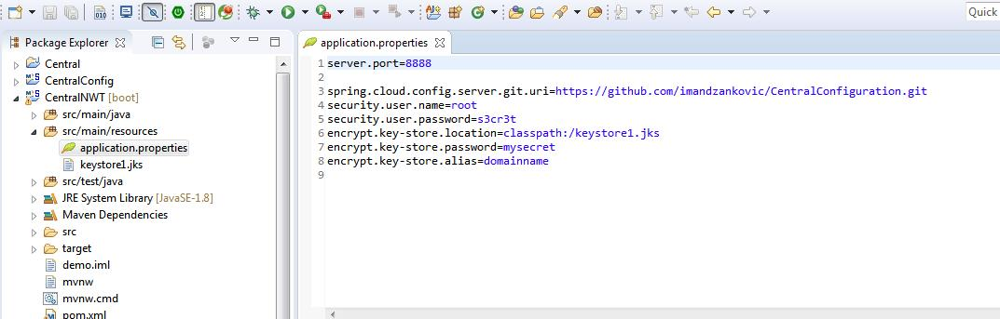 Quick
Package Explorer
Central
CentralConfig
CentralNWT [boot]
src/main/java
src/main/resources
application.properties
keystore1.jks
src/test/java
JRE System Library [JavaSE-1.8]
Maven Dependencies
src
target
demo.iml
mvnw
mvnw.cmd
pom.xml
application.properties
1 server.port=8888
2
3 spring.cloud.config.server.git.uri=https://github.com/imandzankovic/CentralConfiguration.git
4 security.user.name=root
5 security.user.password=s3cr3t
6 encrypt.key-store.location=classpath:/keystore1.jks
7 encrypt.key-store.password=mysecret
8 encrypt.key-store.alias=domainname
9